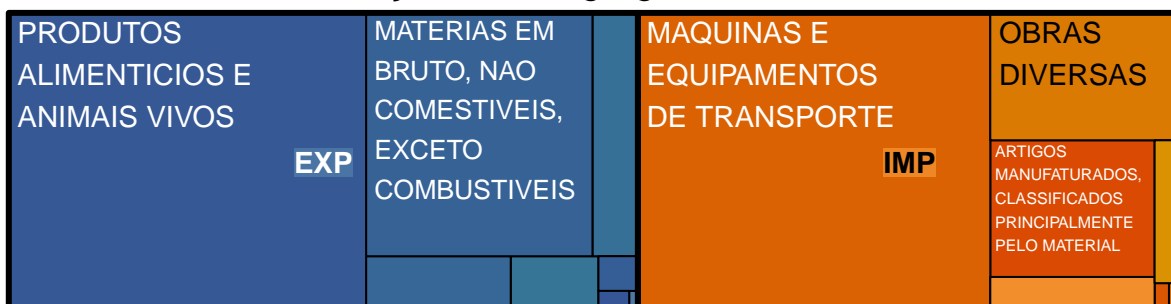 PRODUTOS
ALIMENTICIOS E
ANIMAIS VIVOS
EXP
MATERIAS EM
BRUTO, NAO
COMESTIVEIS,
EXCETO
COMBUSTIVEIS
MAQUINAS E
EQUIPAMENTOS
DE TRANSPORTE
IMP
OBRAS
DIVERSAS
ARTIGOS
MANUFATURADOS,
CLASSIFICADOS
PRINCIPALMENTE
PELO MATERIAL